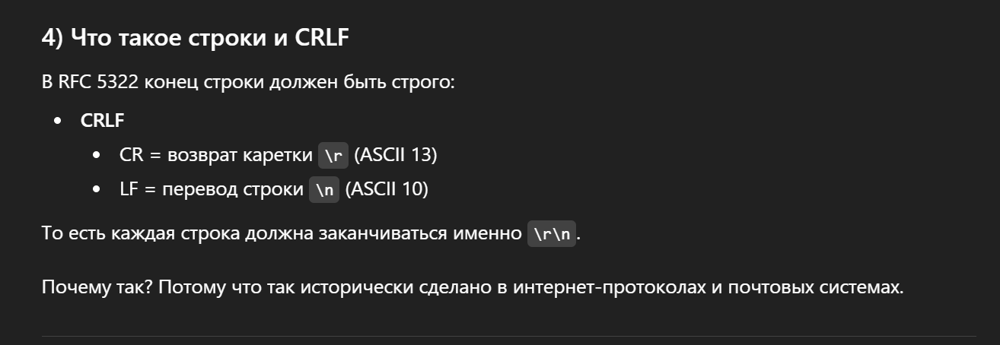 4) Что такое строки и CRLF
В RFC 5322 конец строки должен быть строго:
• CRLF
• CR = возврат каретки \r (ASCII 13)
• LF = перевод строки \n (ASCII 10)
То есть каждая строка должна заканчиваться именно \r\n.
Почему так? Потому что так исторически сделано в интернет-протоколах и почтовых системах.